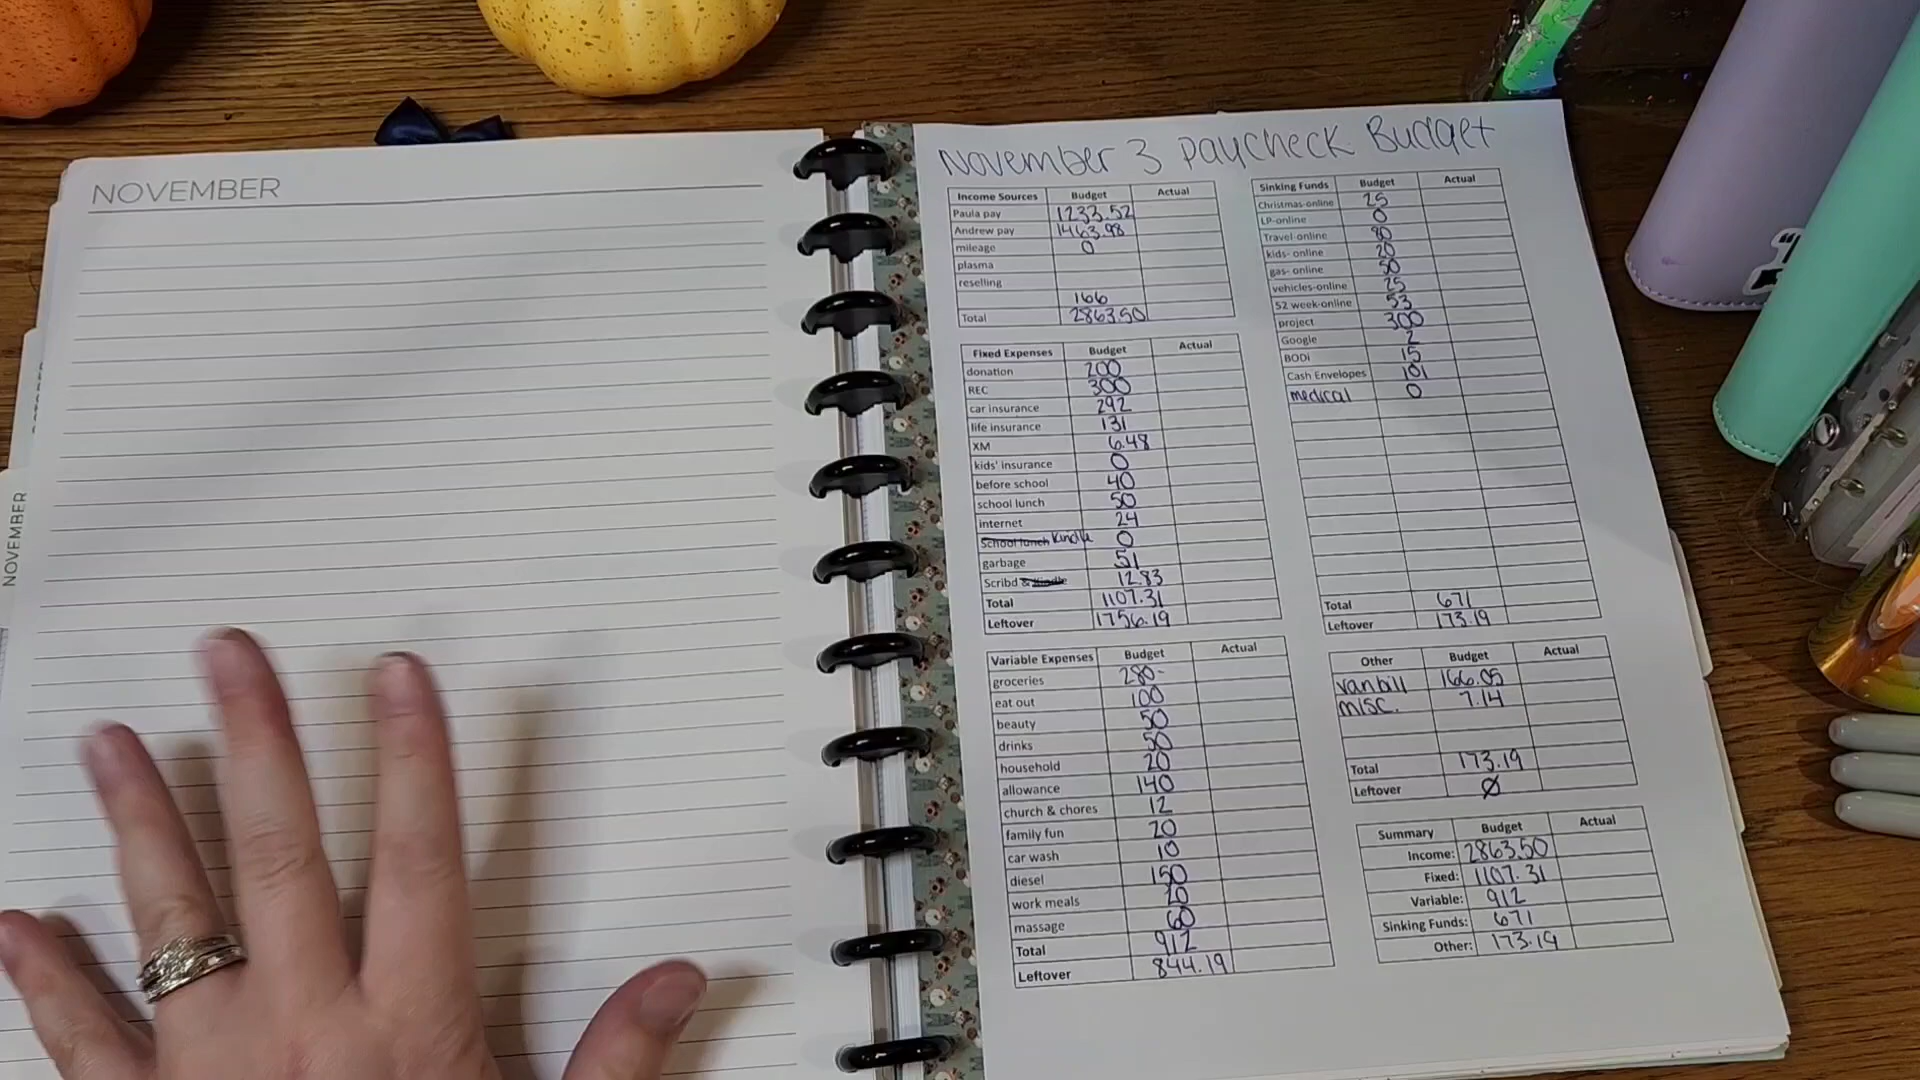 NOVEMBER
NOVEMBER
November 3 Paycheck Budget
Income Sources Budget Actual
Paula pay 1233.52
Andrew pay 1463.98
mileage 0
plasma
reselling
166
Total 2863.50
Fixed Expenses Budget Actual
donation 200
REC 300
car insurance 292
life insurance 131
XM 6.48
kids' insurance 0
before school 40
school lunch 50
internet 24
School lunch Kindle 0
garbage 51
Scribd & Kindle 12.83
Total 1107.31
Leftover 1756.19
Variable Expenses Budget Actual
groceries 280-
eat out 100
beauty 50
drinks 50
household 20
allowance 140
church & chores 12
family fun 20
car wash 10
diesel 150
work meals 20
massage 60
Total 912
Leftover 844.19
Sinking Funds Budget Actual
Christmas-online 25
LP-online 0
Travel-online 80
kids- online 20
gas- online 50
vehicles-online 25
52 week-online 53
project 300
Google 2
BODi 15
Cash Envelopes 101
medical 0
Total 671
Leftover 173.19
Other Budget Actual
van bill 166.05
misc. 7.14
Total 173.19
Leftover 0
Summary Budget Actual
Income: 2863.50
Fixed: 1107.31
Variable: 912
Sinking Funds: 671
Other: 173.19